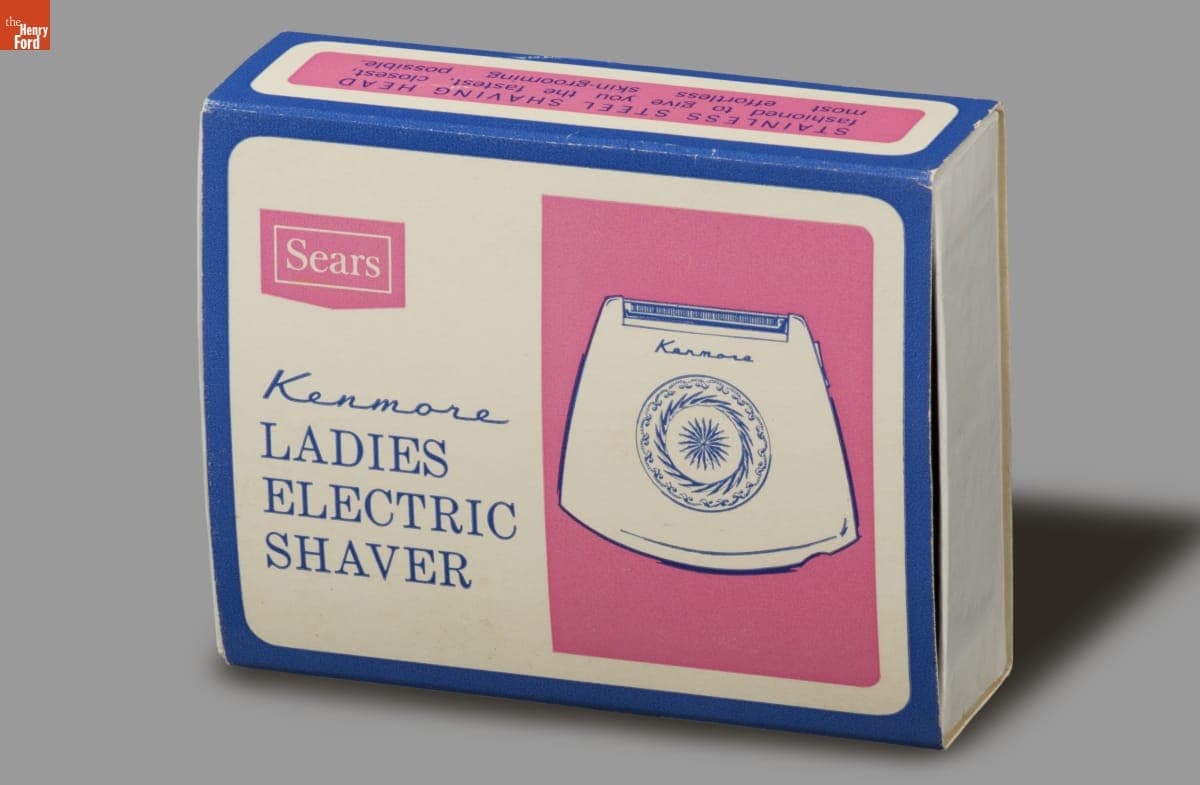 the
Henry
Ford
STAINLESS STEEL SHAVING HEAD
fashioned to give you the fastest, closest,
most effortless skin-grooming possible.
Sears
Kenmore
LADIES
ELECTRIC
SHAVER
Kenmore